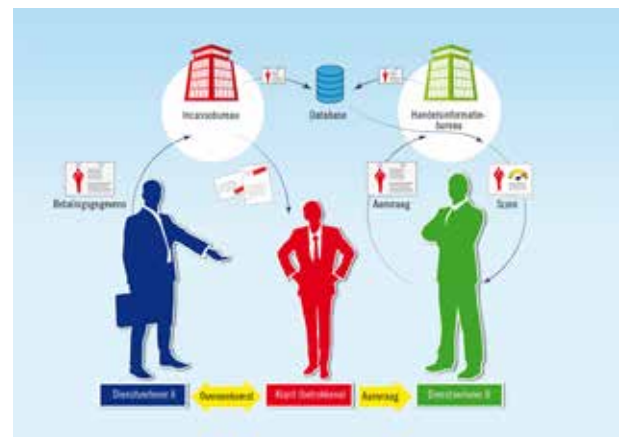 Incassobureau
Database
Handelsinformatie-
bureau
Betalingsgegevens
Aanvraag
Score
Dienstverlener A
Overeenkomst
Klant (betrokkene)
Aanvraag
Dienstverlener B